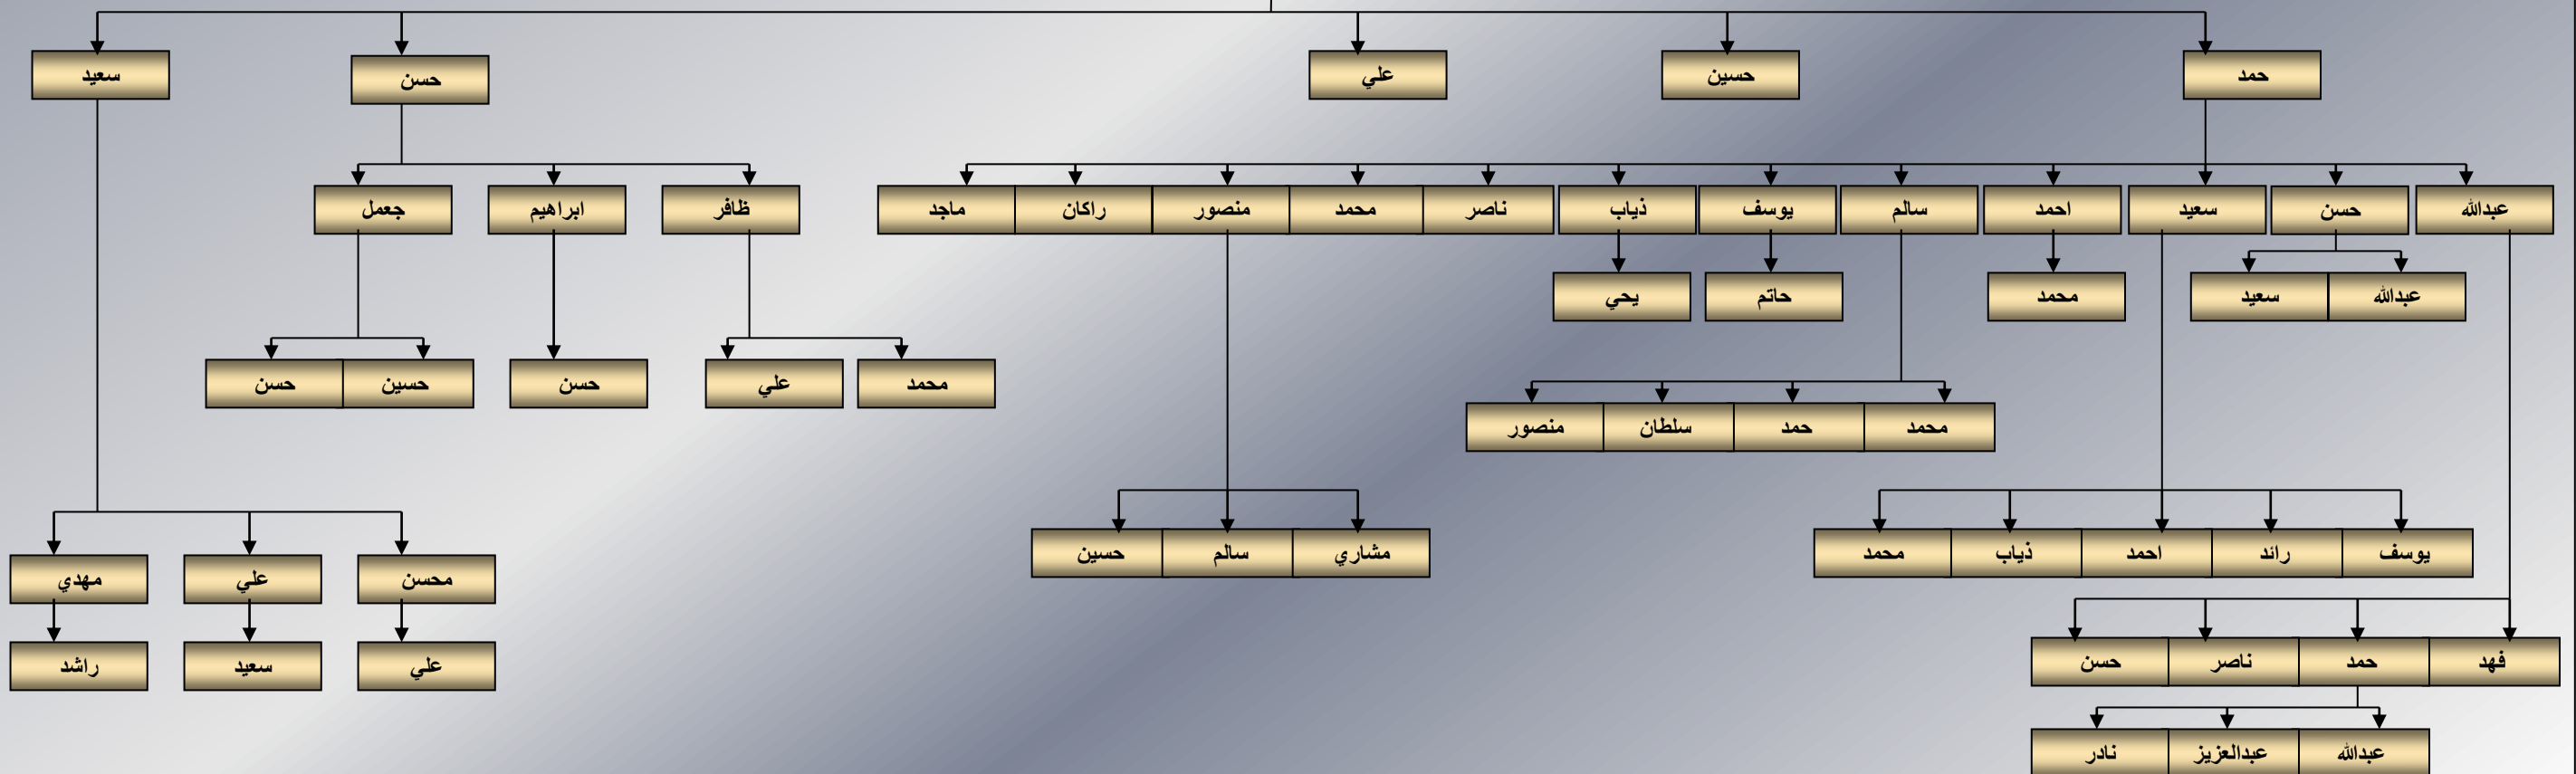 حمد
حسين
علي
حسن
سعيد
عبدالله
حسن
سعيد
احمد
سالم
يوسف
ذياب
ناصر
محمد
منصور
راكان
ماجد
ظافر
ابراهيم
جعمل
عبدالله
سعيد
محمد
حاتم
يحي
محمد
علي
حسن
حسين
حسن
محمد
حمد
سلطان
منصور
يوسف
رائد
احمد
ذياب
محمد
مشاري
سالم
حسين
محسن
علي
مهدي
فهد
حمد
ناصر
حسن
علي
سعيد
راشد
عبدالله
عبدالعزيز
نادر